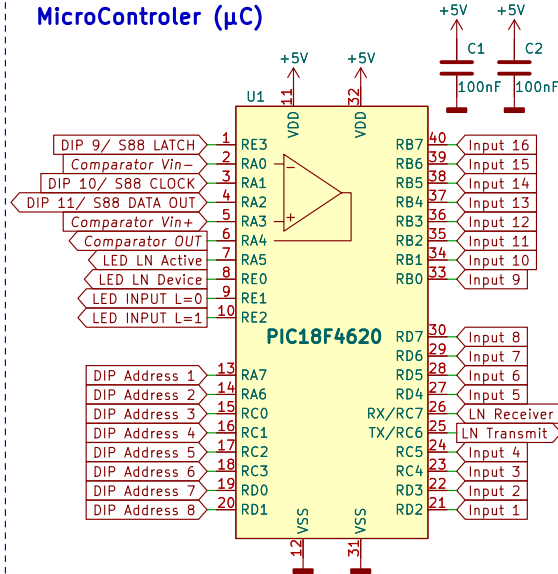 MicroControler (µC)
+5V
+5V
C1
C2
100nF
100nF
+5V
+5V
U1
11
32
VDD
VDD
DIP 9/ S88 LATCH 1 RE3
Comparator Vin- 2 RA0
DIP 10/ S88 CLOCK 3 RA1
DIP 11/ S88 DATA OUT 4 RA2
Comparator Vin+ 5 RA3
Comparator OUT 6 RA4
LED LN Active 7 RA5
LED LN Device 8 RE0
LED INPUT L=0 9 RE1
LED INPUT L=1 10 RE2
−
+
RB7 40 Input 16
RB6 39 Input 15
RB5 38 Input 14
RB4 37 Input 13
RB3 36 Input 12
RB2 35 Input 11
RB1 34 Input 10
RB0 33 Input 9
PIC18F4620
DIP Address 1 13 RA7
DIP Address 2 14 RA6
DIP Address 3 15 RC0
DIP Address 4 16 RC1
DIP Address 5 17 RC2
DIP Address 6 18 RC3
DIP Address 7 19 RD0
DIP Address 8 20 RD1
RD7 30 Input 8
RD6 29 Input 7
RD5 28 Input 6
RD4 27 Input 5
RX/RC7 26 LN Receiver
TX/RC6 25 LN Transmit
RC5 24 Input 4
RC4 23 Input 3
RD3 22 Input 2
RD2 21 Input 1
VSS
VSS
12
31